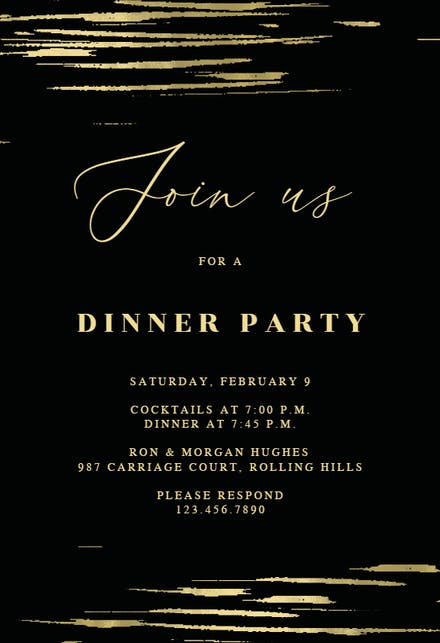 Join us
FOR A
DINNER PARTY
SATURDAY, FEBRUARY 9
COCKTAILS AT 7:00 P.M.
DINNER AT 7:45 P.M.
RON & MORGAN HUGHES
987 CARRIAGE COURT, ROLLING HILLS
PLEASE RESPOND
123.456.7890